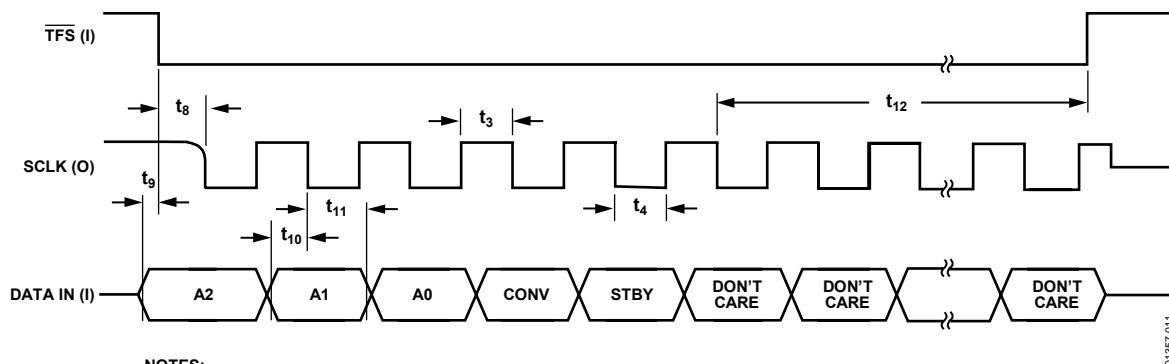 TFS (I)
t8
t3
t12
SCLK (O)
t9
t11
t10
t4
DATA IN (I)
A2
A1
A0
CONV
STBY
DON'T
CARE
DON'T
CARE
DON'T
CARE
NOTES: